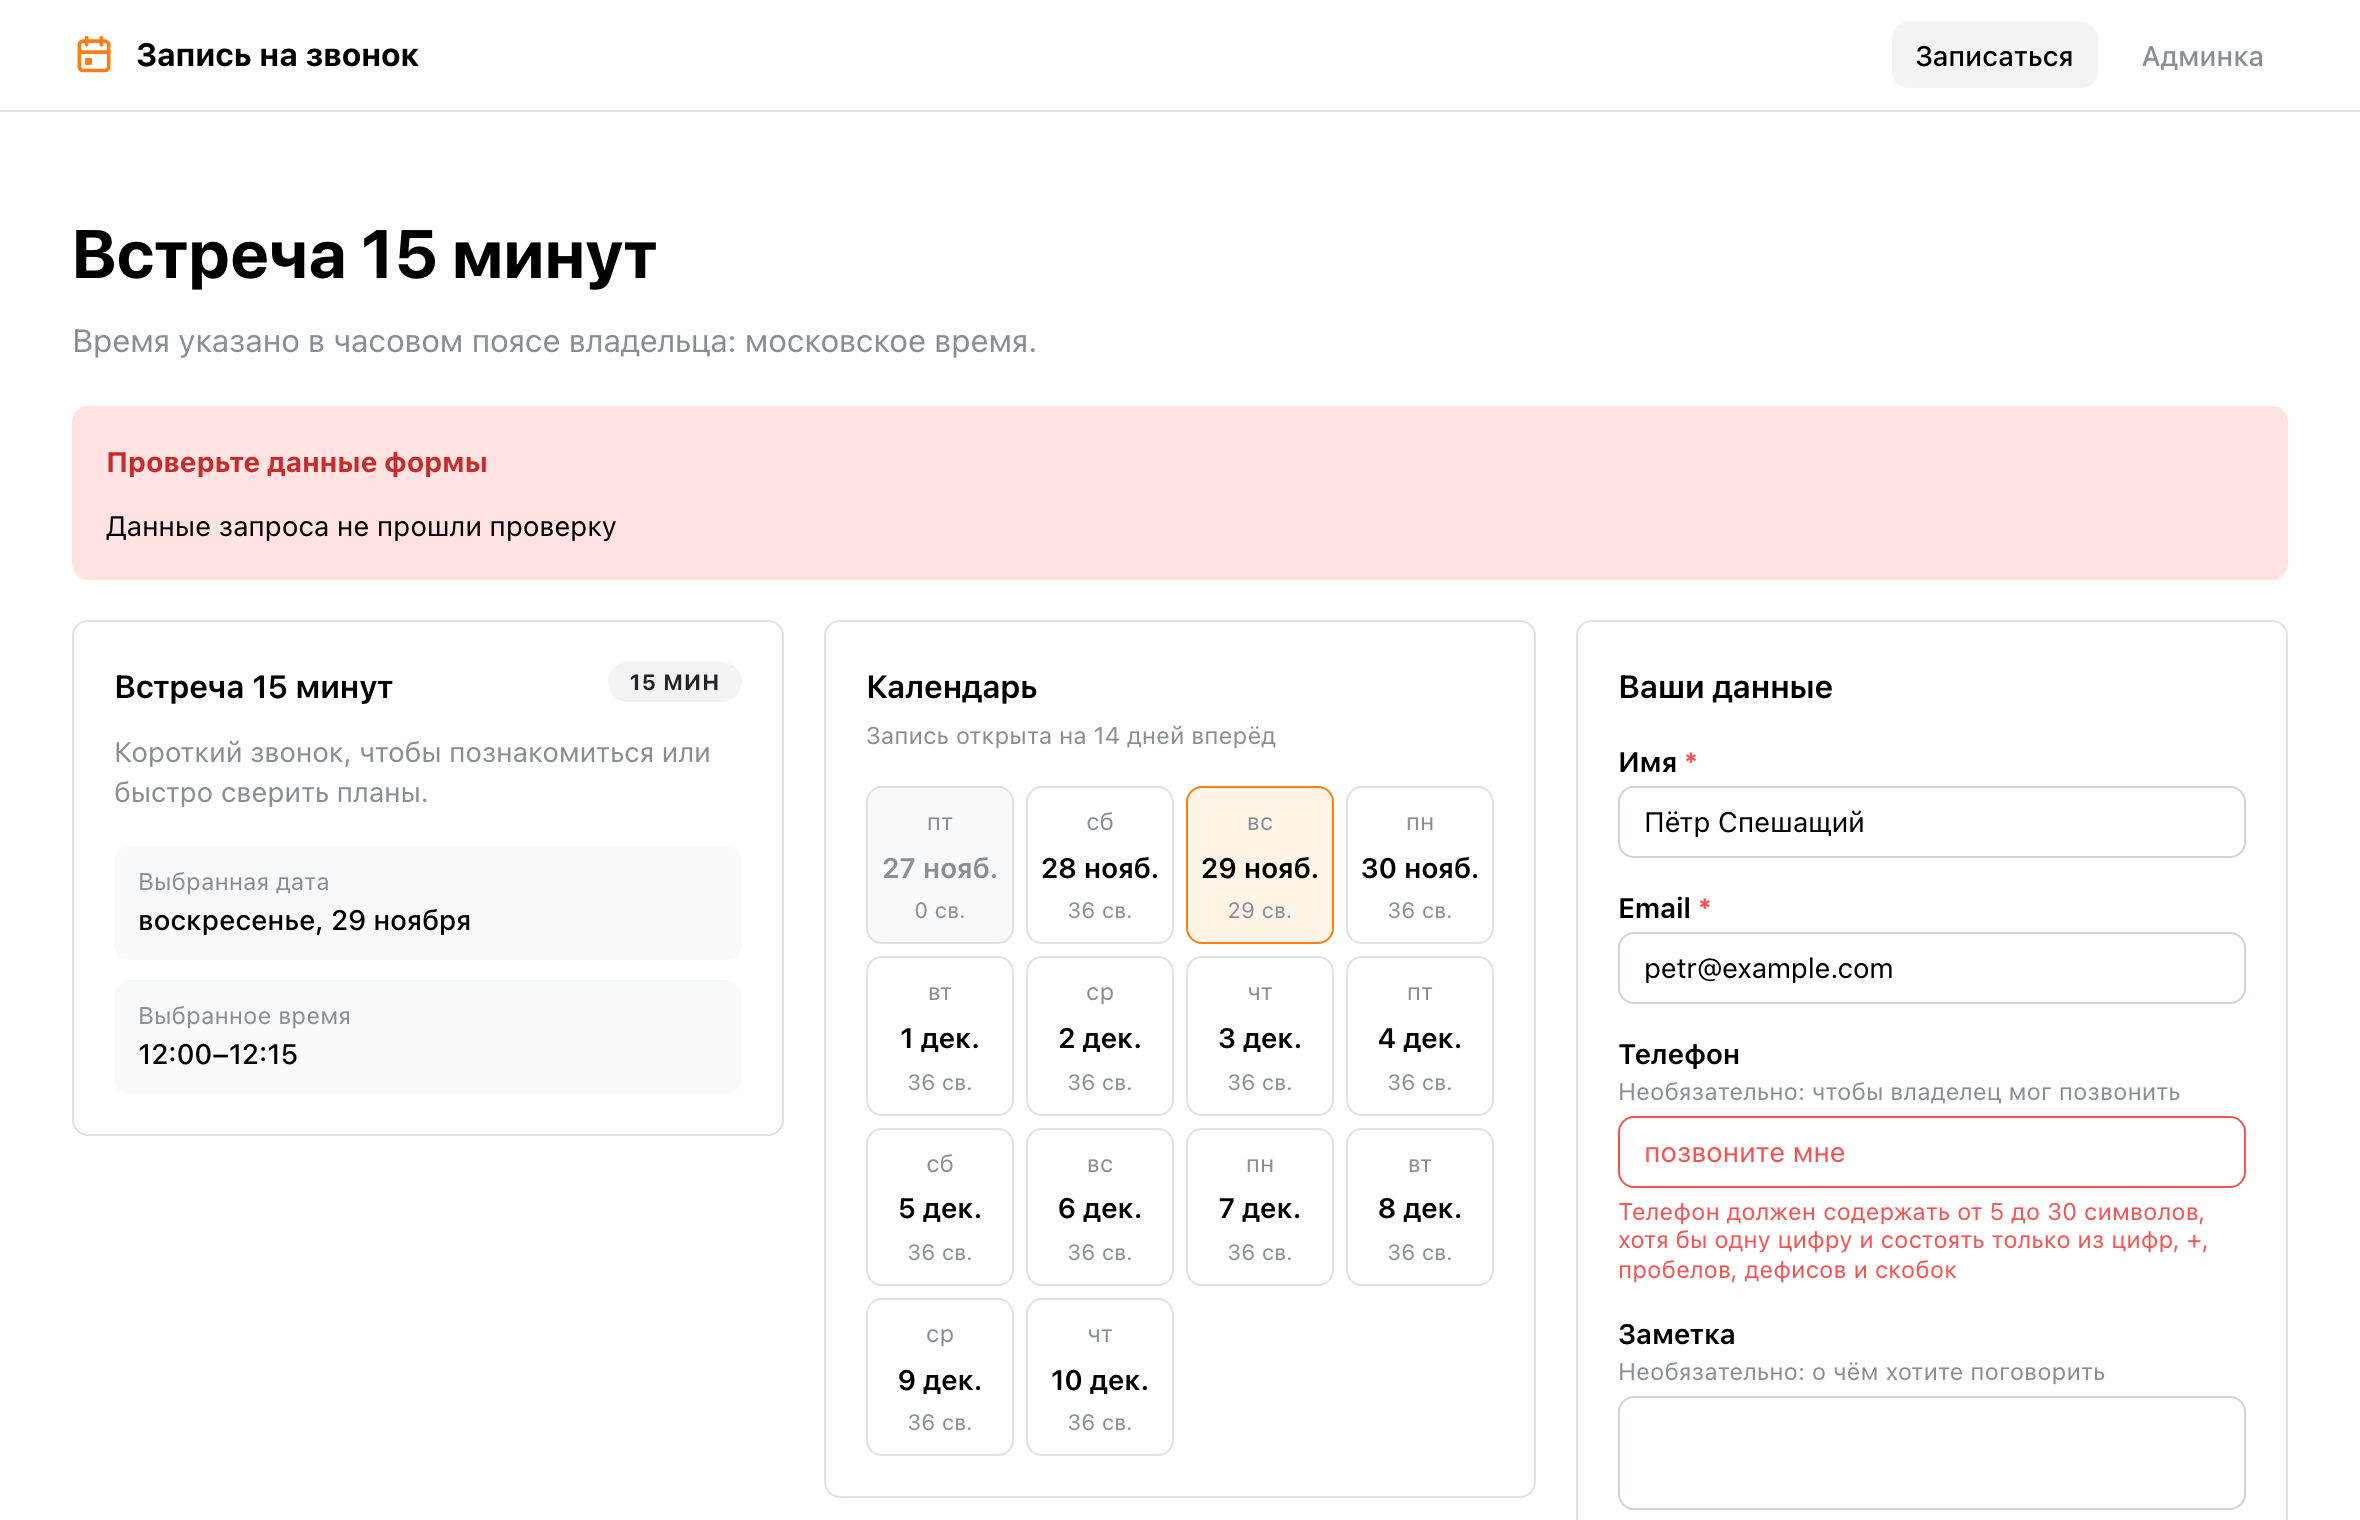 Запись на звонок
Записаться
Админка
Встреча 15 минут
Время указано в часовом поясе владельца: московское время.
Проверьте данные формы
Данные запроса не прошли проверку
Встреча 15 минут
15 МИН
Короткий звонок, чтобы познакомиться или
быстро сверить планы.
Выбранная дата
воскресенье, 29 ноября
Выбранное время
12:00–12:15
Календарь
Запись открыта на 14 дней вперёд
пт
27 нояб.
0 св.
сб
28 нояб.
36 св.
вс
29 нояб.
29 св.
пн
30 нояб.
36 св.
вт
1 дек.
36 св.
ср
2 дек.
36 св.
чт
3 дек.
36 св.
пт
4 дек.
36 св.
сб
5 дек.
36 св.
вс
6 дек.
36 св.
пн
7 дек.
36 св.
вт
8 дек.
36 св.
ср
9 дек.
36 св.
чт
10 дек.
36 св.
Ваши данные
Имя *
Пётр Спешащий
Email *
petr@example.com
Телефон
Необязательно: чтобы владелец мог позвонить
позвоните мне
Телефон должен содержать от 5 до 30 символов,
хотя бы одну цифру и состоять только из цифр, +,
пробелов, дефисов и скобок
Заметка
Необязательно: о чём хотите поговорить